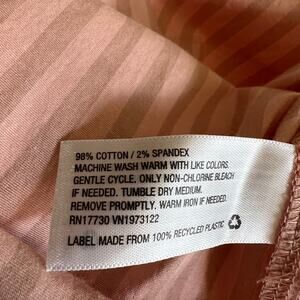 98% COTTON / 2% SPANDEX
MACHINE WASH WARM WITH LIKE COLORS.
GENTLE CYCLE. ONLY NON-CHLORINE BLEACH
IF NEEDED. TUMBLE DRY MEDIUM.
REMOVE PROMPTLY. WARM IRON IF NEEDED.
RN17730 VN1973122
LABEL MADE FROM 100% RECYCLED PLASTIC